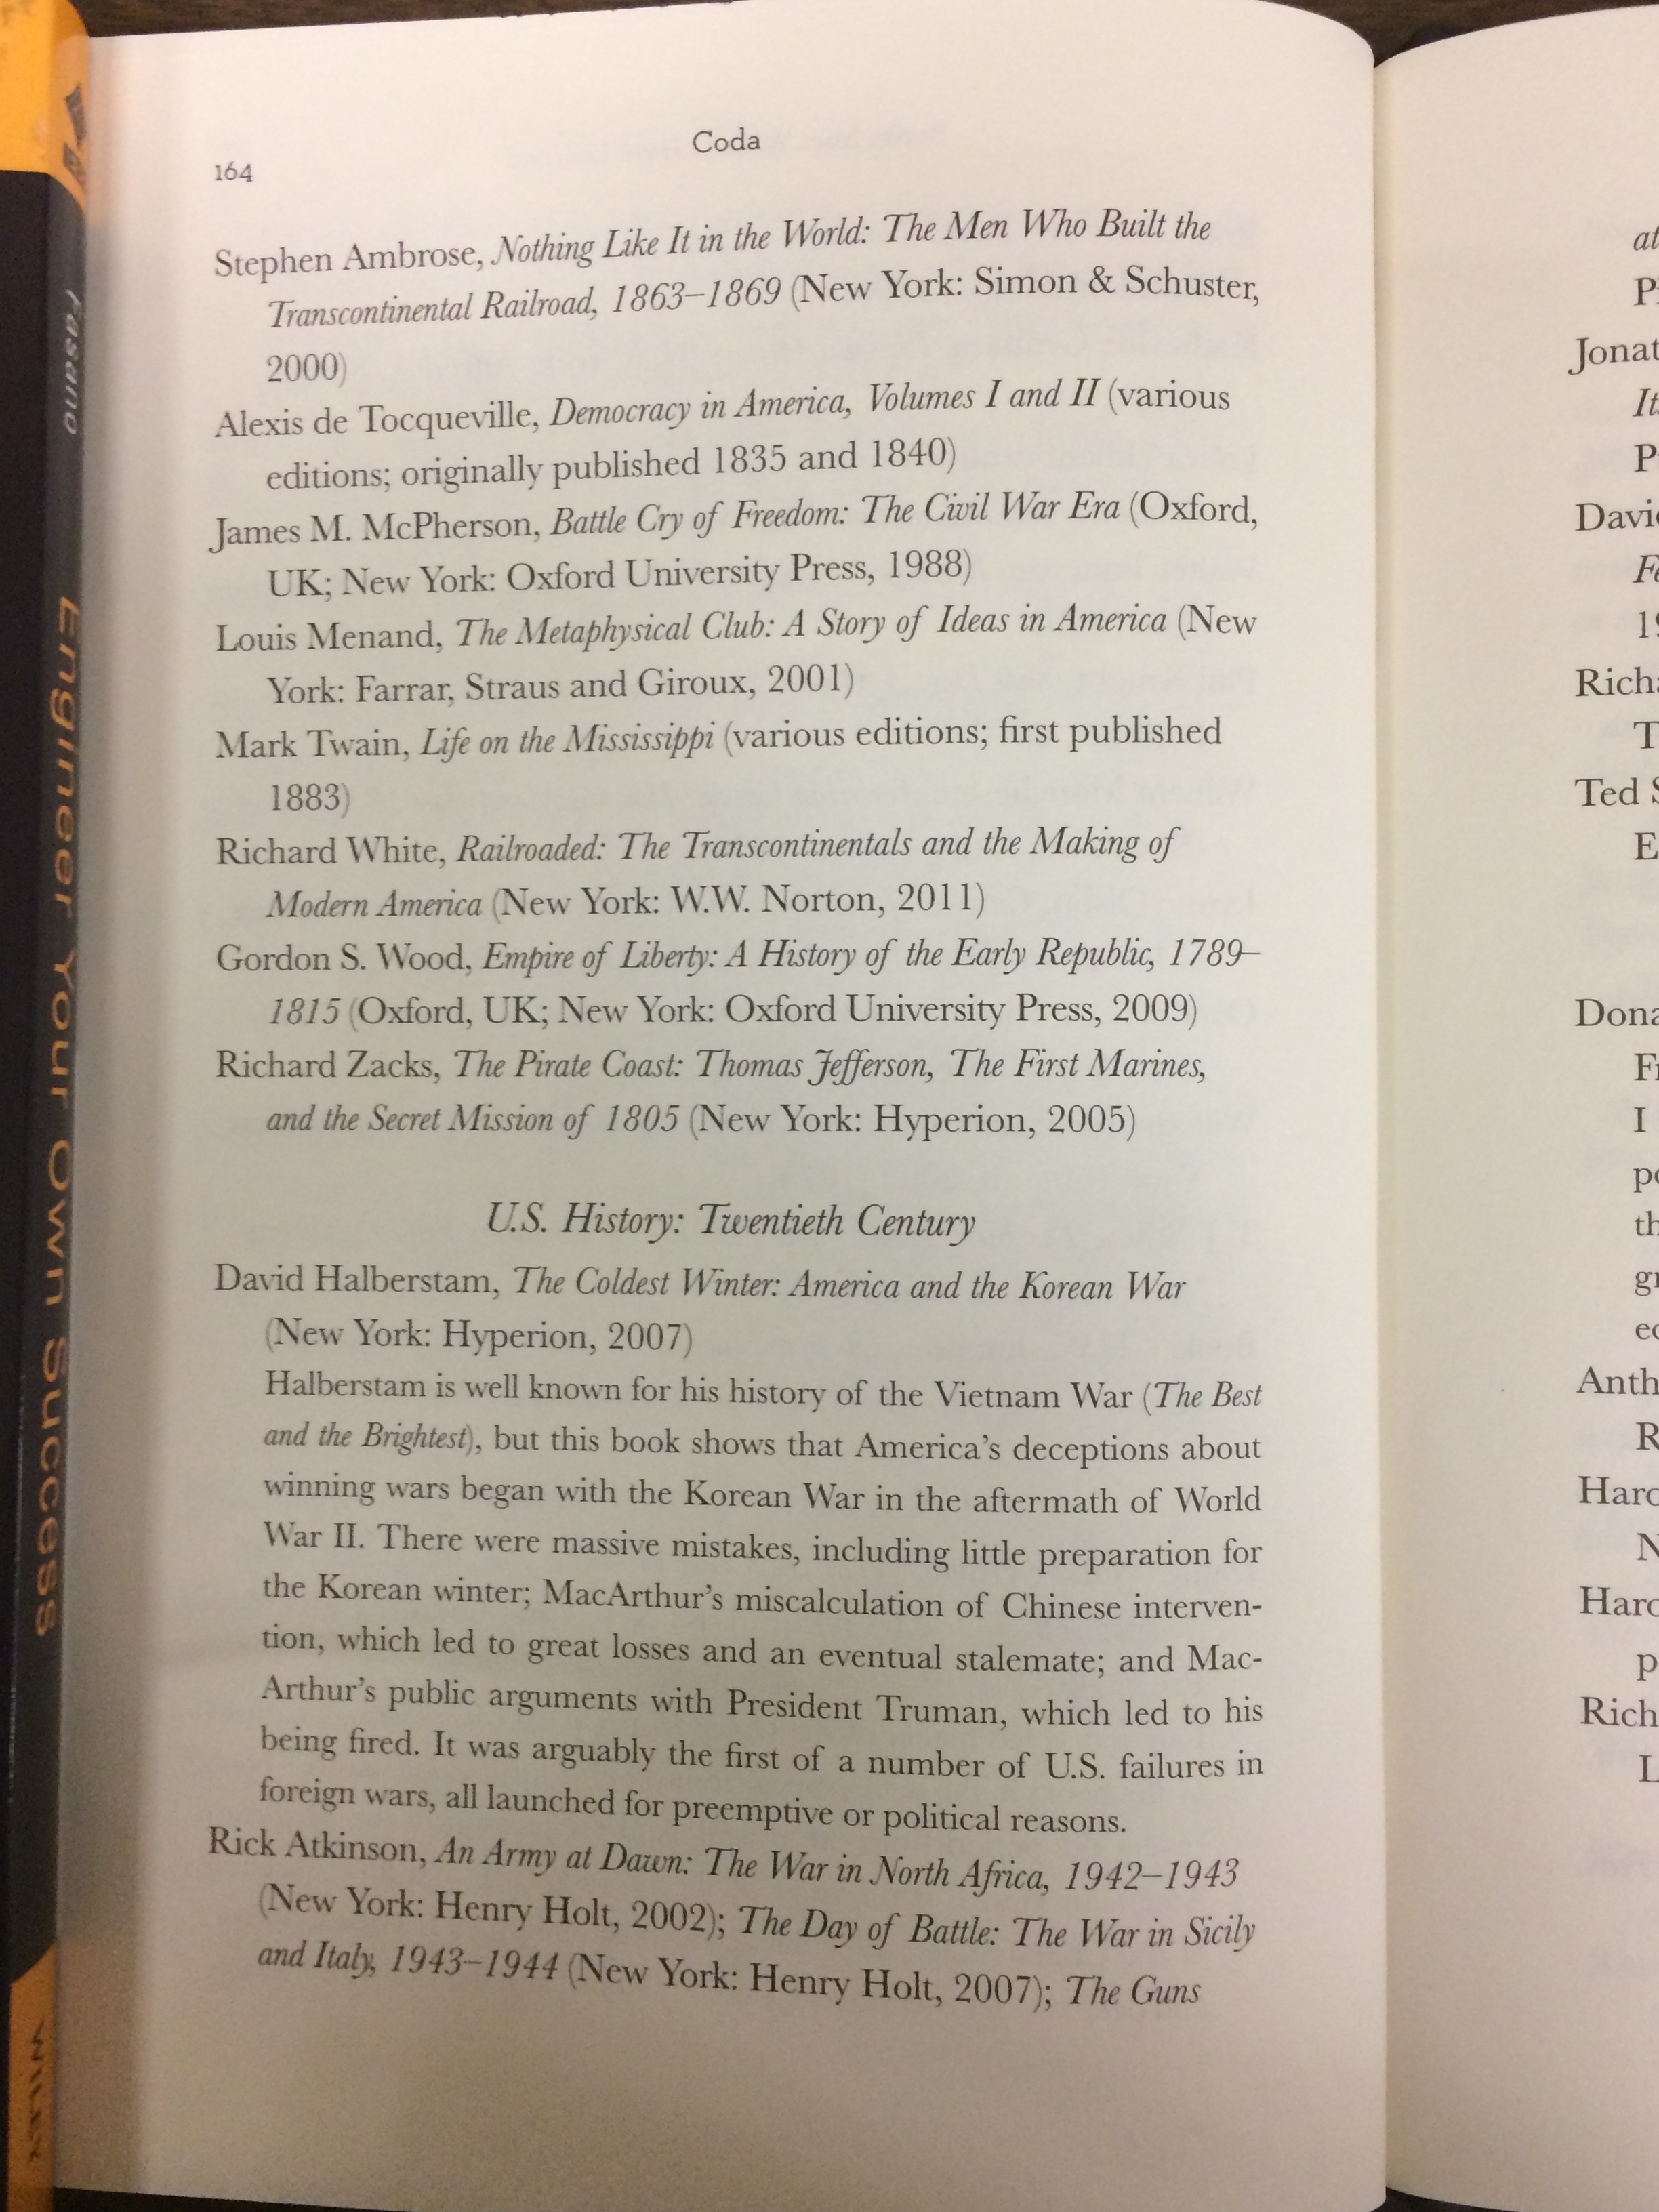 Coda
164
Stephen Ambrose, Nothing Like It in the World: The Men Who Built the
Transcontinental Railroad, 1863–1869 (New York: Simon & Schuster,
2000)
Alexis de Tocqueville, Democracy in America, Volumes I and II (various
editions; originally published 1835 and 1840)
James M. McPherson, Battle Cry of Freedom: The Civil War Era (Oxford,
UK; New York: Oxford University Press, 1988)
Louis Menand, The Metaphysical Club: A Story of Ideas in America (New
York: Farrar, Straus and Giroux, 2001)
Mark Twain, Life on the Mississippi (various editions; first published
1883)
Richard White, Railroaded: The Transcontinentals and the Making of
Modern America (New York: W.W. Norton, 2011)
Gordon S. Wood, Empire of Liberty: A History of the Early Republic, 1789–
1815 (Oxford, UK; New York: Oxford University Press, 2009)
Richard Zacks, The Pirate Coast: Thomas Jefferson, The First Marines,
and the Secret Mission of 1805 (New York: Hyperion, 2005)
U.S. History: Twentieth Century
David Halberstam, The Coldest Winter: America and the Korean War
(New York: Hyperion, 2007)
Halberstam is well known for his history of the Vietnam War (The Best
and the Brightest), but this book shows that America's deceptions about
winning wars began with the Korean War in the aftermath of World
War II. There were massive mistakes, including little preparation for
the Korean winter; MacArthur's miscalculation of Chinese interven-
tion, which led to great losses and an eventual stalemate; and Mac-
Arthur's public arguments with President Truman, which led to his
being fired. It was arguably the first of a number of U.S. failures in
foreign wars, all launched for preemptive or political reasons.
Rick Atkinson, An Army at Dawn: The War in North Africa, 1942–1943
(New York: Henry Holt, 2002); The Day of Battle: The War in Sicily
and Italy, 1943–1944 (New York: Henry Holt, 2007); The Guns
Fasano
Engineer Your Own Success
WILEY
at
Jonat
It
Davi
Rich
T
Ted S
E
Dona
I
th
Anth
R
N
Rich
L